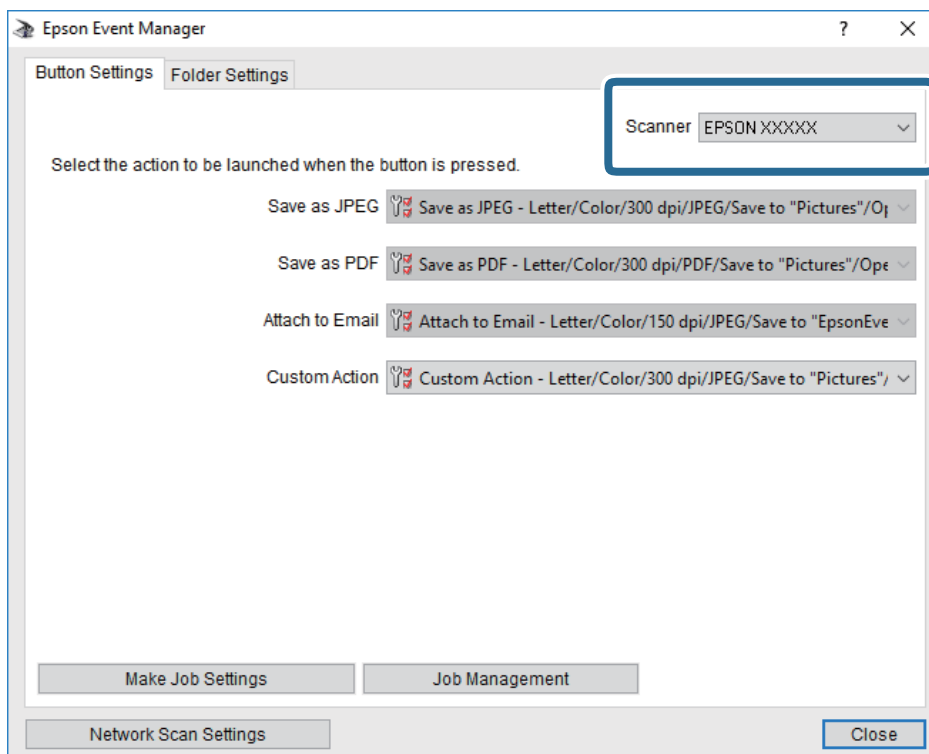 Epson Event Manager
Button Settings Folder Settings
Scanner EPSON XXXXX
Select the action to be launched when the button is pressed.
Save as JPEG Save as JPEG - Letter/Color/300 dpi/JPEG/Save to "Pictures"/Op
Save as PDF Save as PDF - Letter/Color/300 dpi/PDF/Save to "Pictures"/Ope
Attach to Email Attach to Email - Letter/Color/150 dpi/JPEG/Save to "EpsonEve
Custom Action Custom Action - Letter/Color/300 dpi/JPEG/Save to "Pictures"/
Make Job Settings Job Management
Network Scan Settings Close